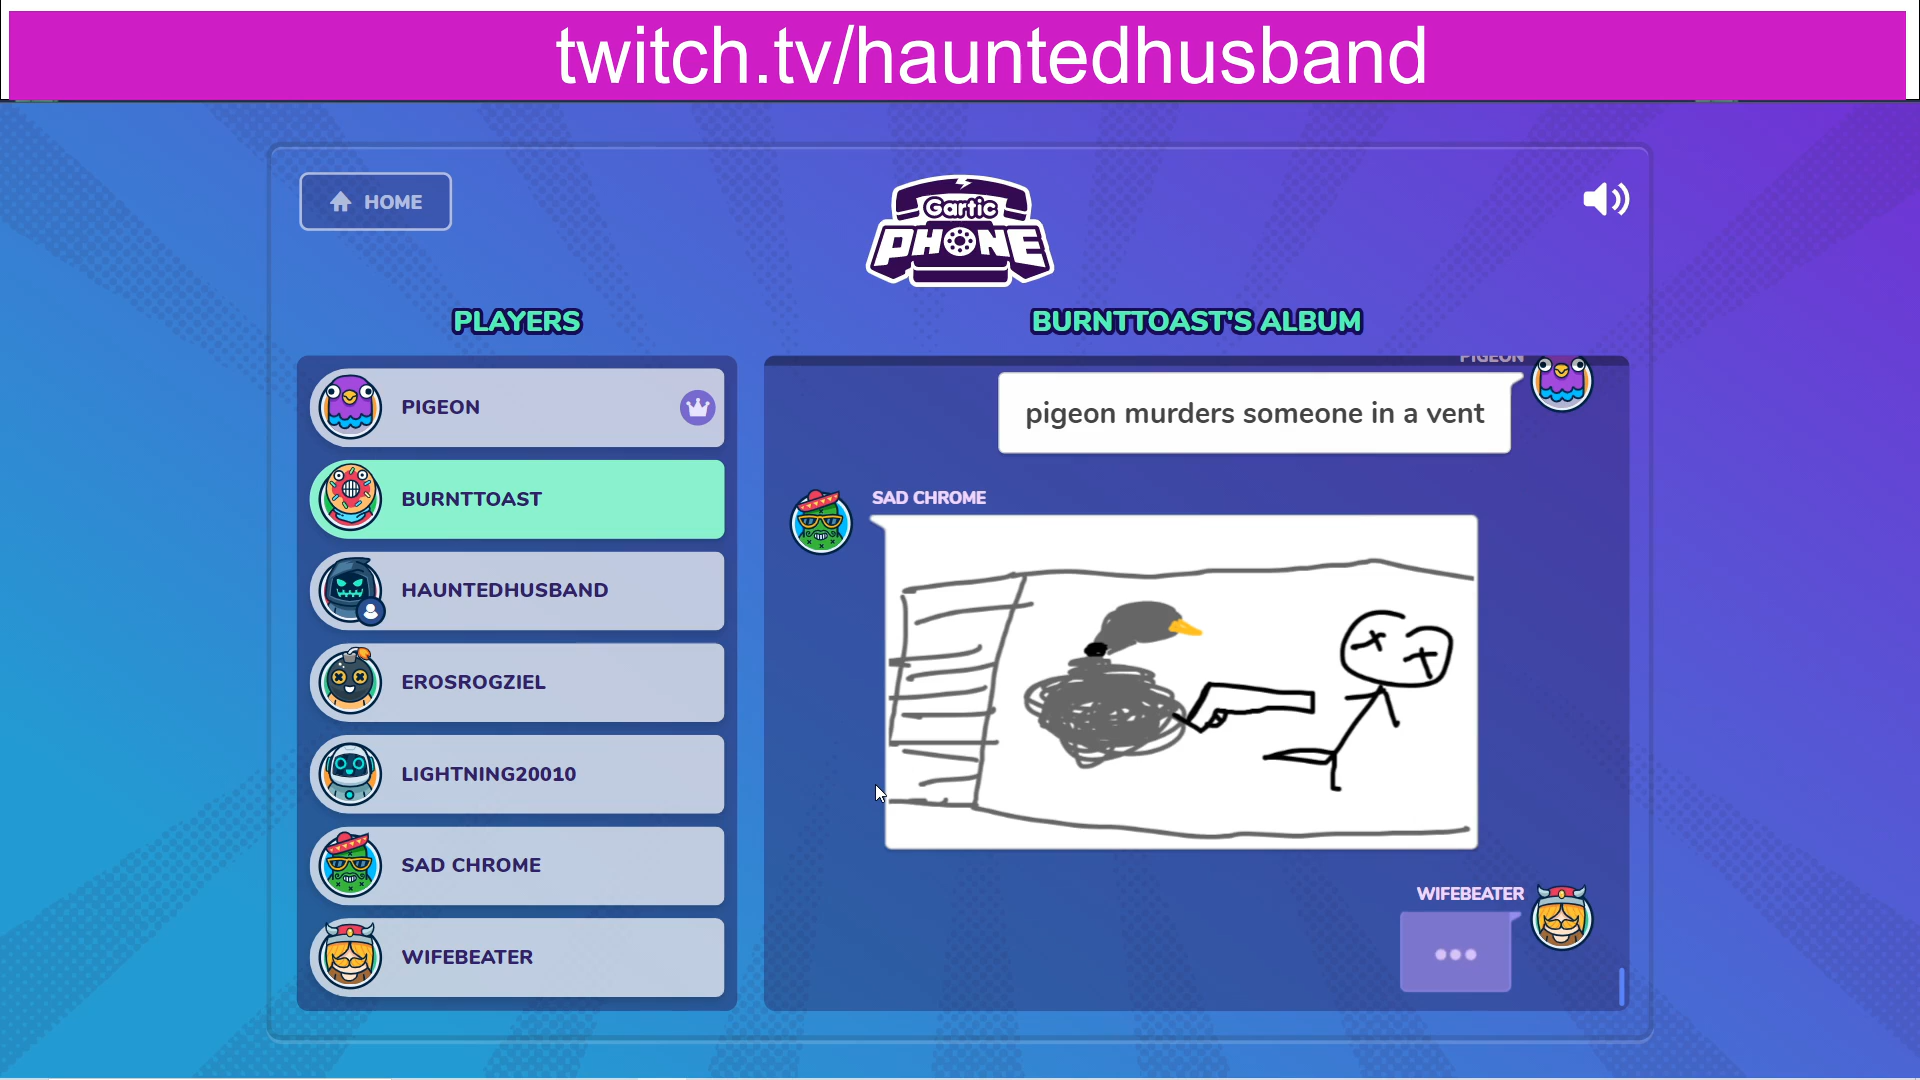 twitch.tv/hauntedhusband
HOME
Gartic
PHONE
PLAYERS
BURNTTOAST'S ALBUM
PIGEON
BURNTTOAST
HAUNTEDHUSBAND
EROSROGZIEL
LIGHTNING20010
SAD CHROME
WIFEBEATER
PIGEON
pigeon murders someone in a vent
SAD CHROME
WIFEBEATER